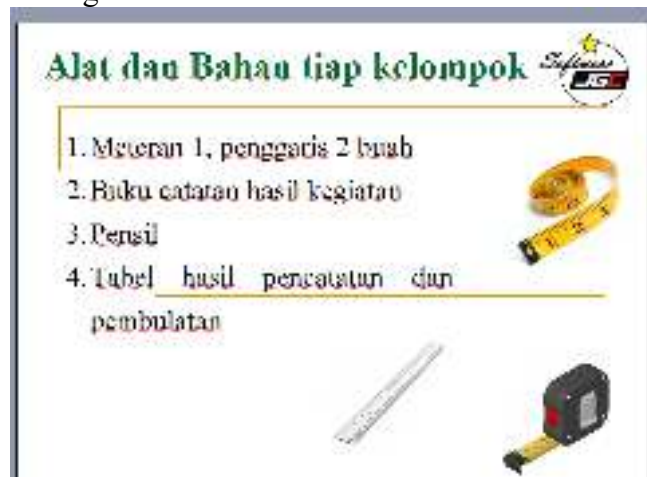 Alat dan Bahan tiap kelompok
1. Meteran 1, penggaris 2 buah
2. Buku catatan hasil kegiatan
3. Pensil
4. Tabel hasil pencatatan dan
pembulatan